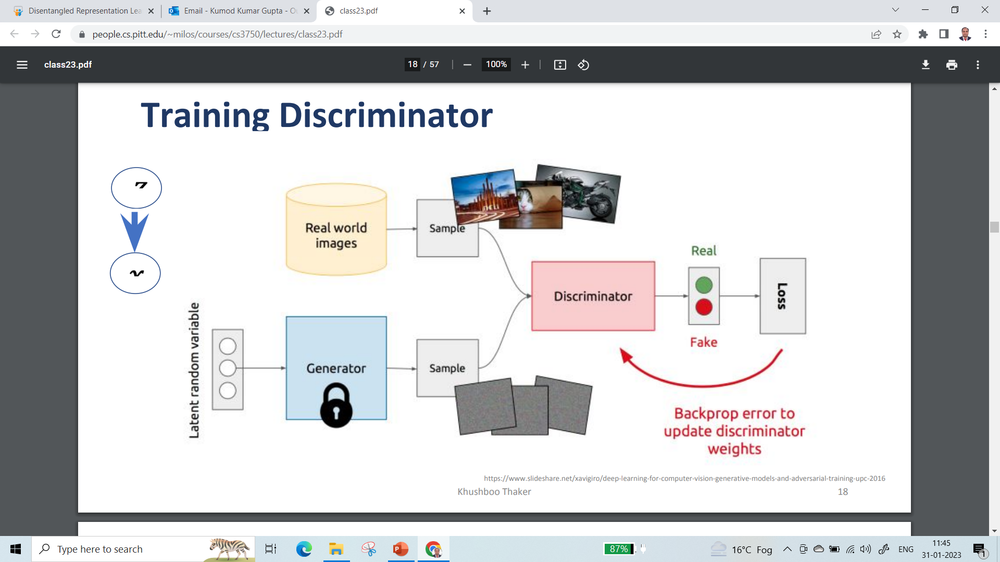 Disentangled Representation Lea
Email - Kumod Kumar Gupta - Ou
class23.pdf
people.cs.pitt.edu/~milos/courses/cs3750/lectures/class23.pdf
class23.pdf
18 / 57
100%
Training Discriminator
z
x
Real world
images
Sample
Real
Discriminator
Loss
Fake
Latent random variable
Generator
Sample
Backprop error to
update discriminator
weights
https://www.slideshare.net/xavigiro/deep-learning-for-computer-vision-generative-models-and-adversarial-training-upc-2016
Khushboo Thaker
18
Type here to search
87%
16°C Fog
ENG
11:45
31-01-2023
1